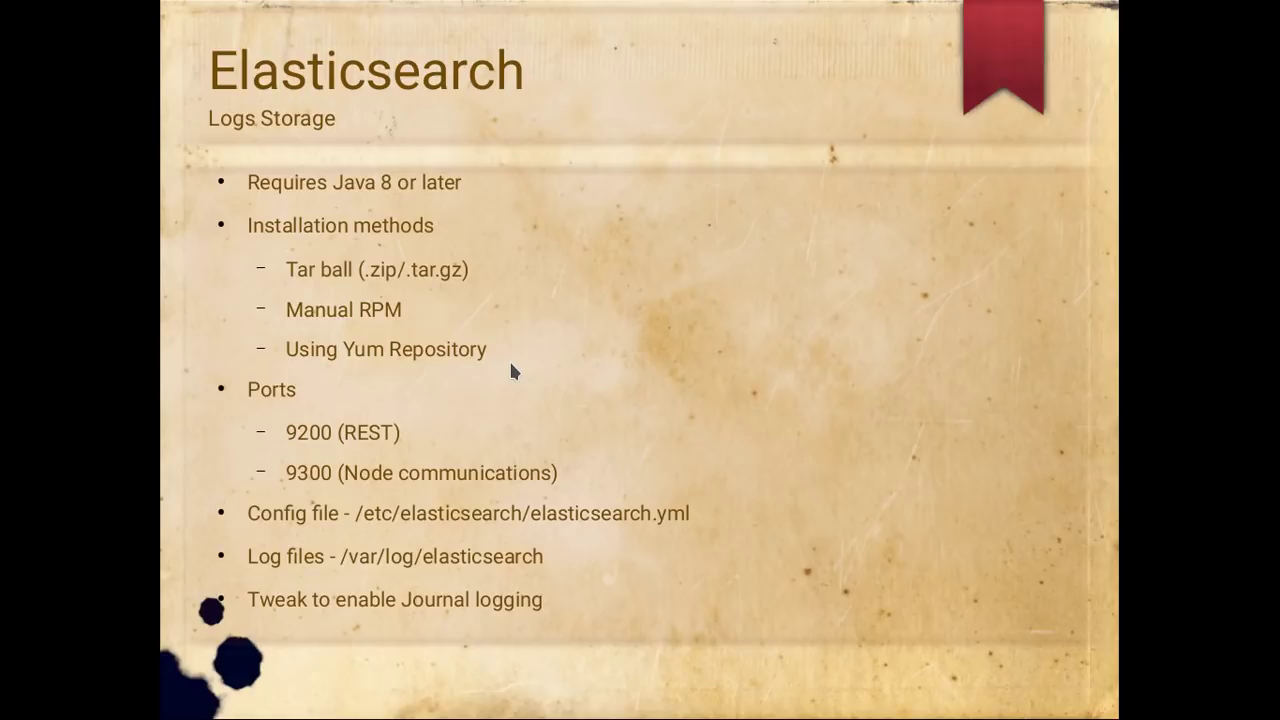 Elasticsearch
Logs Storage
• Requires Java 8 or later
• Installation methods
– Tar ball (.zip/.tar.gz)
– Manual RPM
– Using Yum Repository
• Ports
– 9200 (REST)
– 9300 (Node communications)
• Config file - /etc/elasticsearch/elasticsearch.yml
• Log files - /var/log/elasticsearch
• Tweak to enable Journal logging